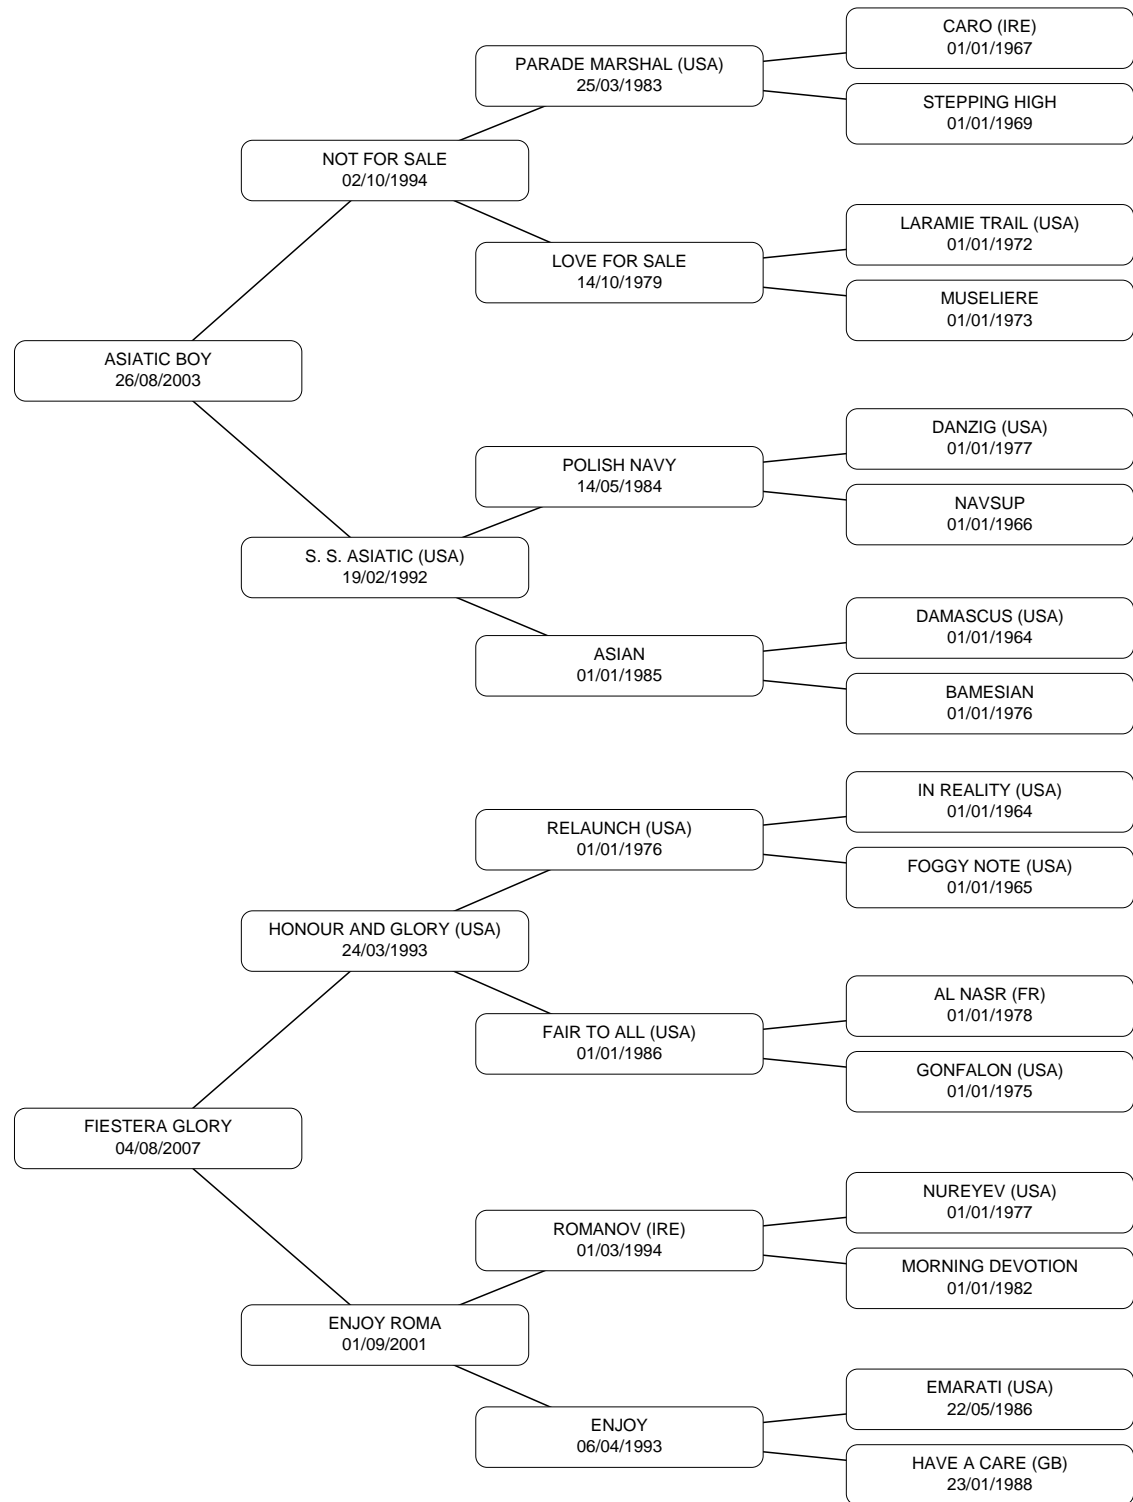 CARO (IRE)
01/01/1967
PARADE MARSHAL (USA)
25/03/1983
STEPPING HIGH
01/01/1969
NOT FOR SALE
02/10/1994
LARAMIE TRAIL (USA)
01/01/1972
LOVE FOR SALE
14/10/1979
MUSELIERE
01/01/1973
ASIATIC BOY
26/08/2003
DANZIG (USA)
01/01/1977
POLISH NAVY
14/05/1984
NAVSUP
01/01/1966
S. S. ASIATIC (USA)
19/02/1992
DAMASCUS (USA)
01/01/1964
ASIAN
01/01/1985
BAMESIAN
01/01/1976
IN REALITY (USA)
01/01/1964
RELAUNCH (USA)
01/01/1976
FOGGY NOTE (USA)
01/01/1965
HONOUR AND GLORY (USA)
24/03/1993
AL NASR (FR)
01/01/1978
FAIR TO ALL (USA)
01/01/1986
GONFALON (USA)
01/01/1975
FIESTERA GLORY
04/08/2007
NUREYEV (USA)
01/01/1977
ROMANOV (IRE)
01/03/1994
MORNING DEVOTION
01/01/1982
ENJOY ROMA
01/09/2001
EMARATI (USA)
22/05/1986
ENJOY
06/04/1993
HAVE A CARE (GB)
23/01/1988